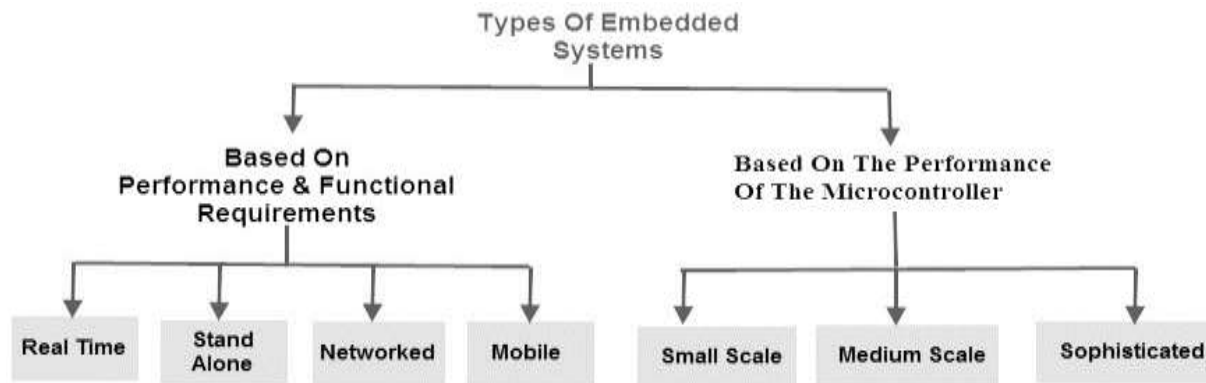 Types Of Embedded
Systems
Based On
Performance & Functional
Requirements
Based On The Performance
Of The Microcontroller
Real Time
Stand
Alone
Networked
Mobile
Small Scale
Medium Scale
Sophisticated